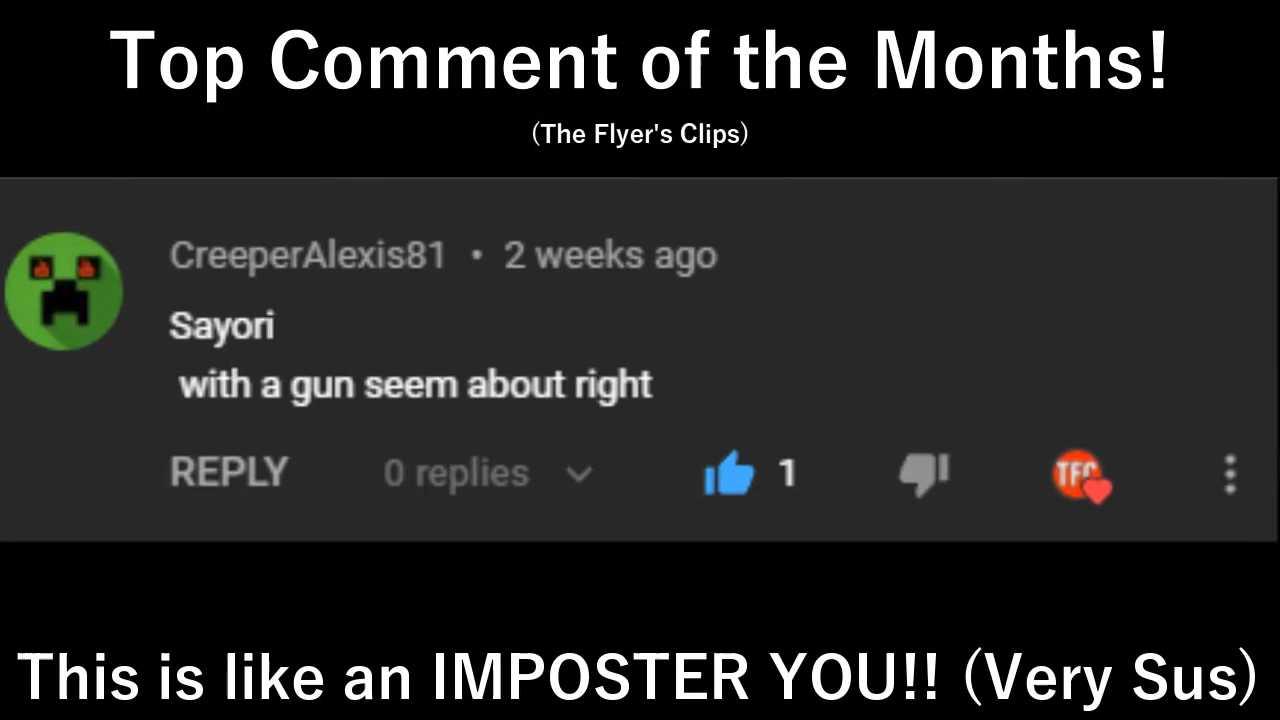 Top Comment of the Months!
(The Flyer's Clips)
CreeperAlexis81 • 2 weeks ago
Sayori
with a gun seem about right
REPLY 0 replies 1 TFC
This is like an IMPOSTER YOU!! (Very Sus)